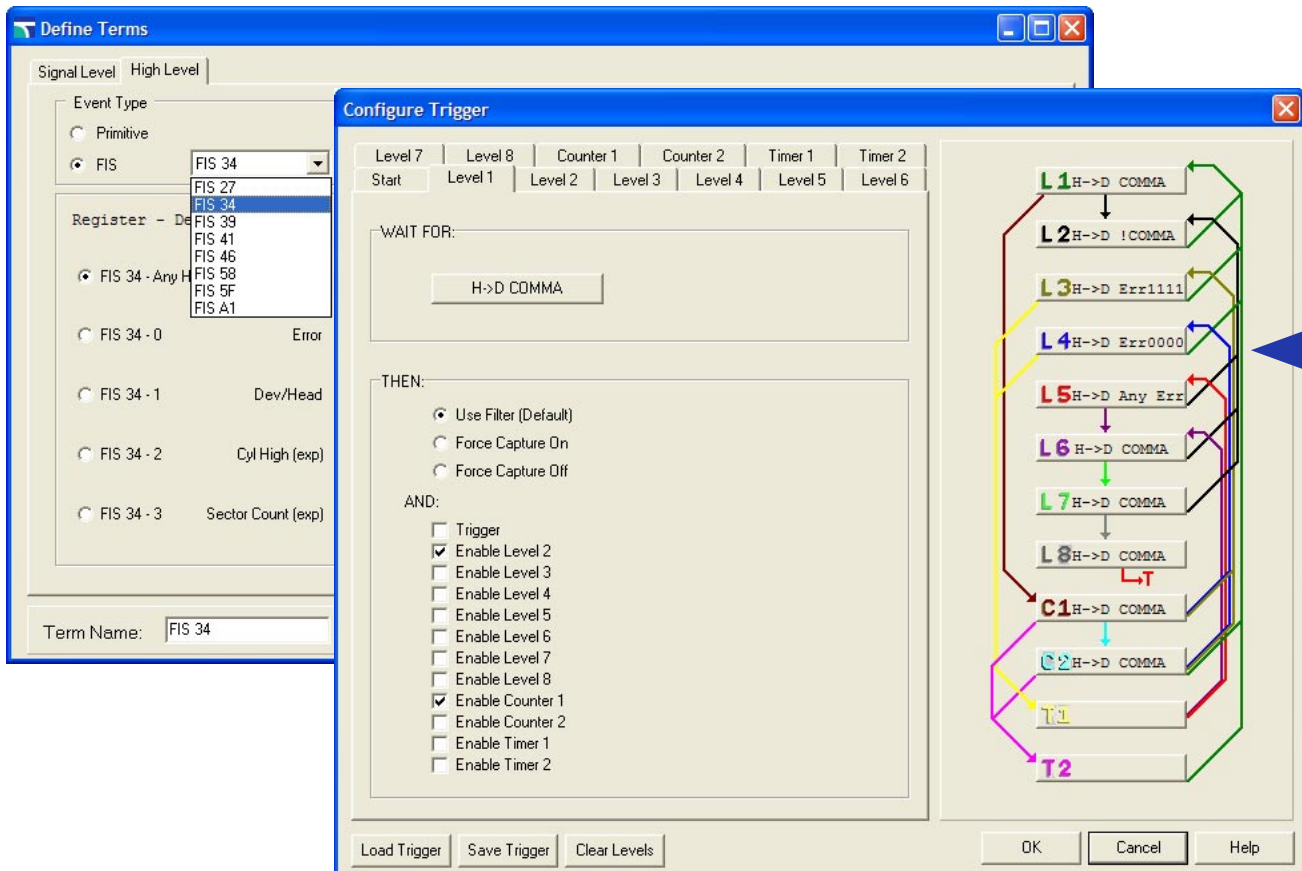 Define Terms
Signal Level High Level
Event Type
Primitive
FIS FIS 34
FIS 27
FIS 34
FIS 39
FIS 41
FIS 46
FIS 58
FIS 5F
FIS A1
Register - De
FIS 34 - Any H
FIS 34 - 0 Error
FIS 34 - 1 Dev/Head
FIS 34 - 2 Cyl High (exp)
FIS 34 - 3 Sector Count (exp)
Term Name: FIS 34
Configure Trigger
Level 7 Level 8 Counter 1 Counter 2 Timer 1 Timer 2
Start Level 1 Level 2 Level 3 Level 4 Level 5 Level 6
WAIT FOR:
H->D COMMA
THEN:
Use Filter (Default)
Force Capture On
Force Capture Off
AND:
Trigger
Enable Level 2
Enable Level 3
Enable Level 4
Enable Level 5
Enable Level 6
Enable Level 7
Enable Level 8
Enable Counter 1
Enable Counter 2
Enable Timer 1
Enable Timer 2
L1 H->D COMMA
L2 H->D !COMMA
L3 H->D Err1111
L4 H->D Err0000
L5 H->D Any Err
L6 H->D COMMA
L7 H->D COMMA
L8 H->D COMMA
T
C1 H->D COMMA
C2 H->D COMMA
T1
T2
Load Trigger Save Trigger Clear Levels OK Cancel Help